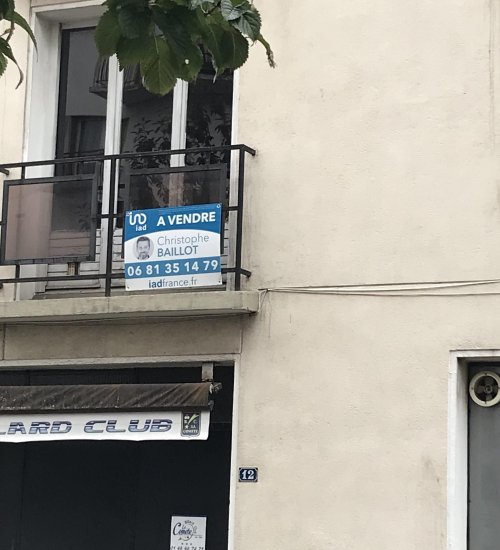 iad
A VENDRE
Christophe
BAILLOT
06 81 35 14 79
iadfrance.fr
LARD CLUB
12